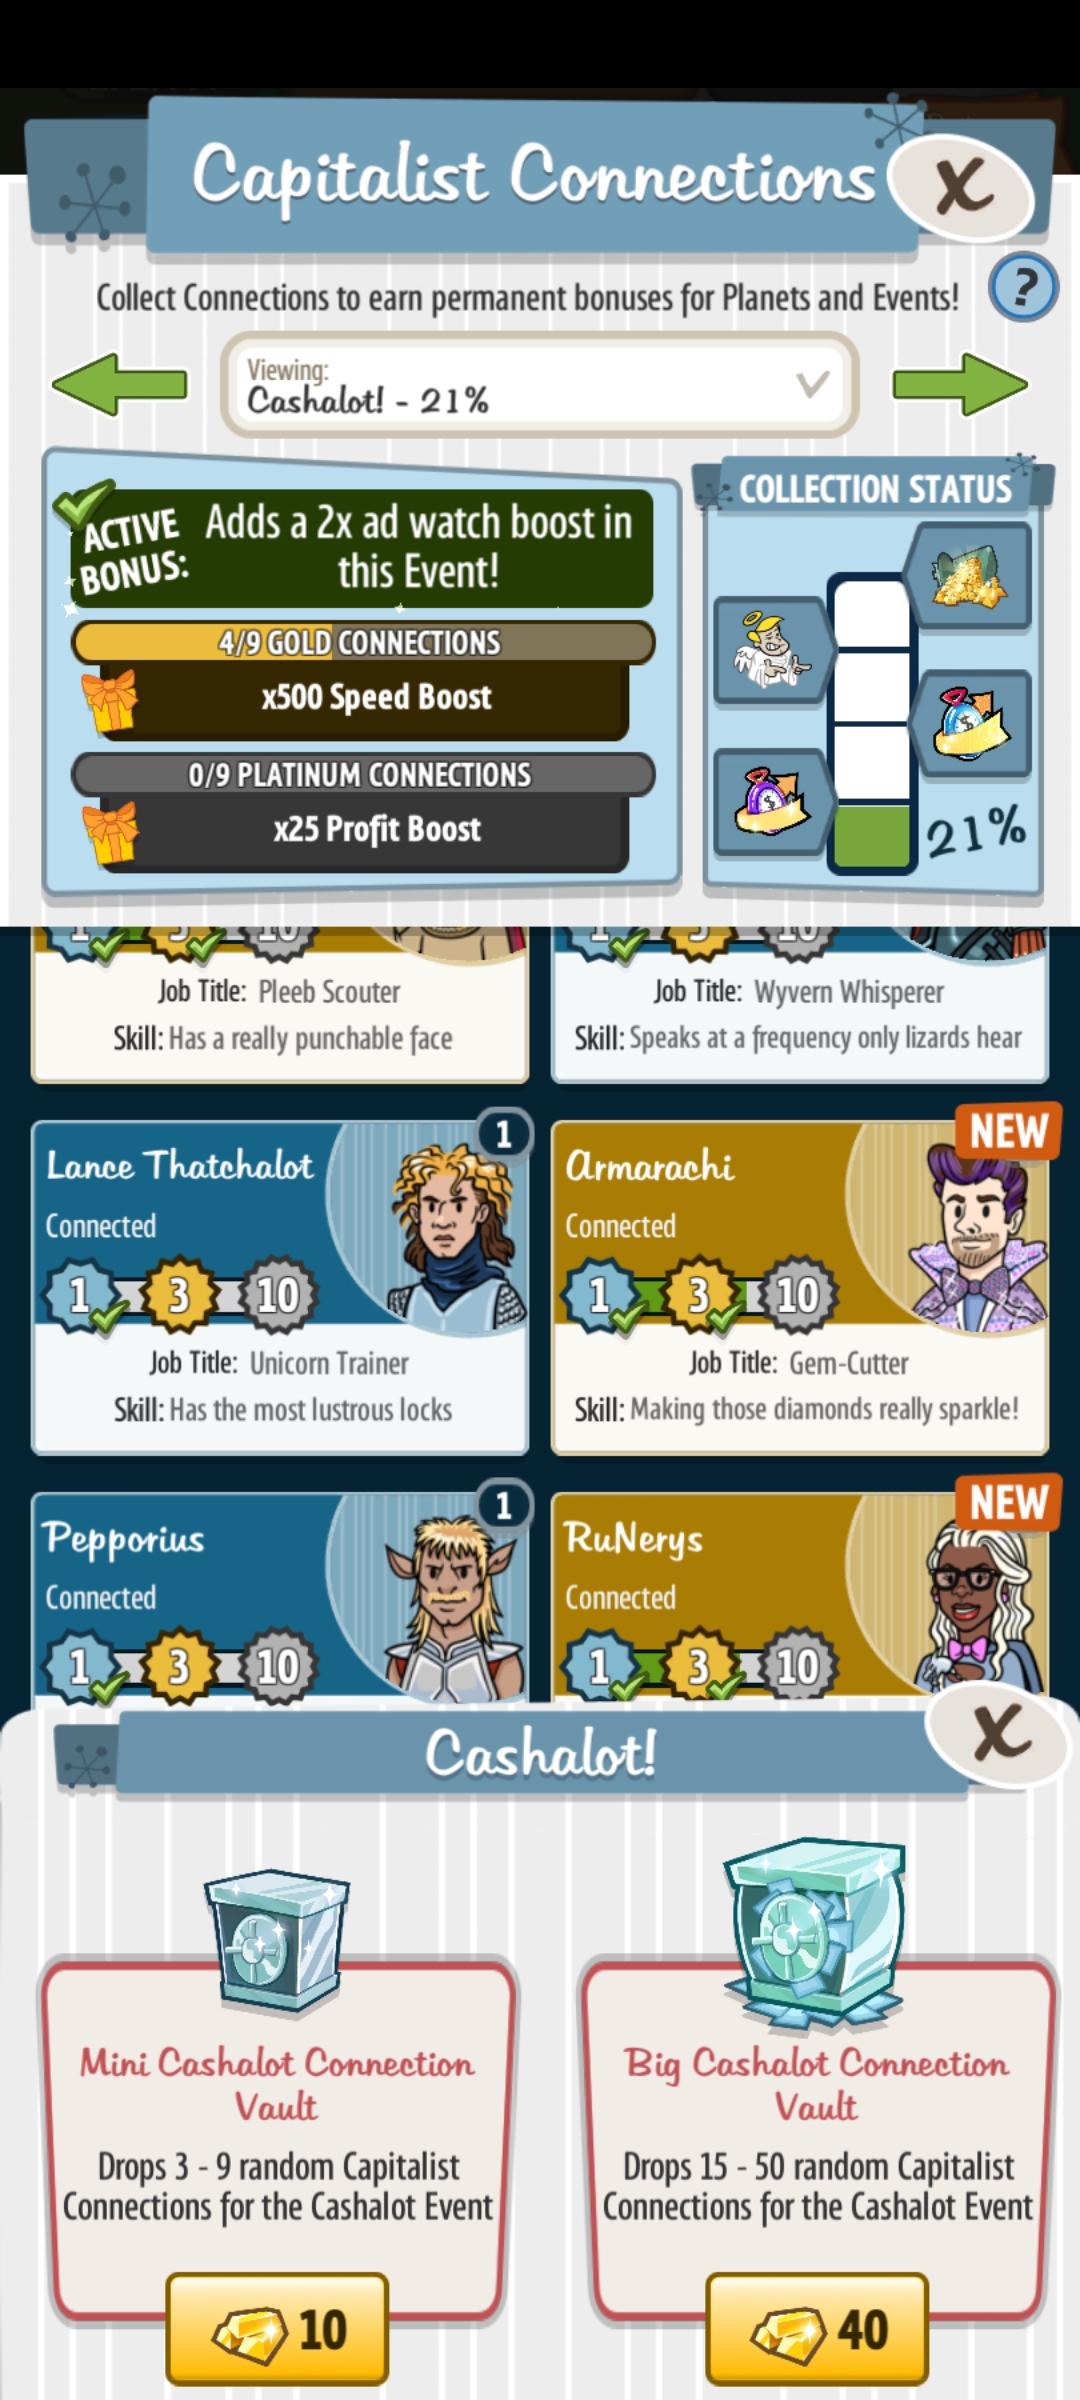 Capitalist Connections
X
Collect Connections to earn permanent bonuses for Planets and Events!
?
Viewing:
Cashalot! - 21%
ACTIVE BONUS:
Adds a 2x ad watch boost in
this Event!
4/9 GOLD CONNECTIONS
x500 Speed Boost
0/9 PLATINUM CONNECTIONS
x25 Profit Boost
COLLECTION STATUS
21%
1 3 10
Job Title: Pleeb Scouter
Skill: Has a really punchable face
1 3 10
Job Title: Wyvern Whisperer
Skill: Speaks at a frequency only lizards hear
1
Lance Thatchalot
Connected
1 3 10
Job Title: Unicorn Trainer
Skill: Has the most lustrous locks
NEW
Armarachi
Connected
1 3 10
Job Title: Gem-Cutter
Skill: Making those diamonds really sparkle!
1
Pepporius
Connected
1 3 10
NEW
RuNerys
Connected
1 3 10
Cashalot!
X
Mini Cashalot Connection
Vault
Drops 3 - 9 random Capitalist
Connections for the Cashalot Event
10
Big Cashalot Connection
Vault
Drops 15 - 50 random Capitalist
Connections for the Cashalot Event
40